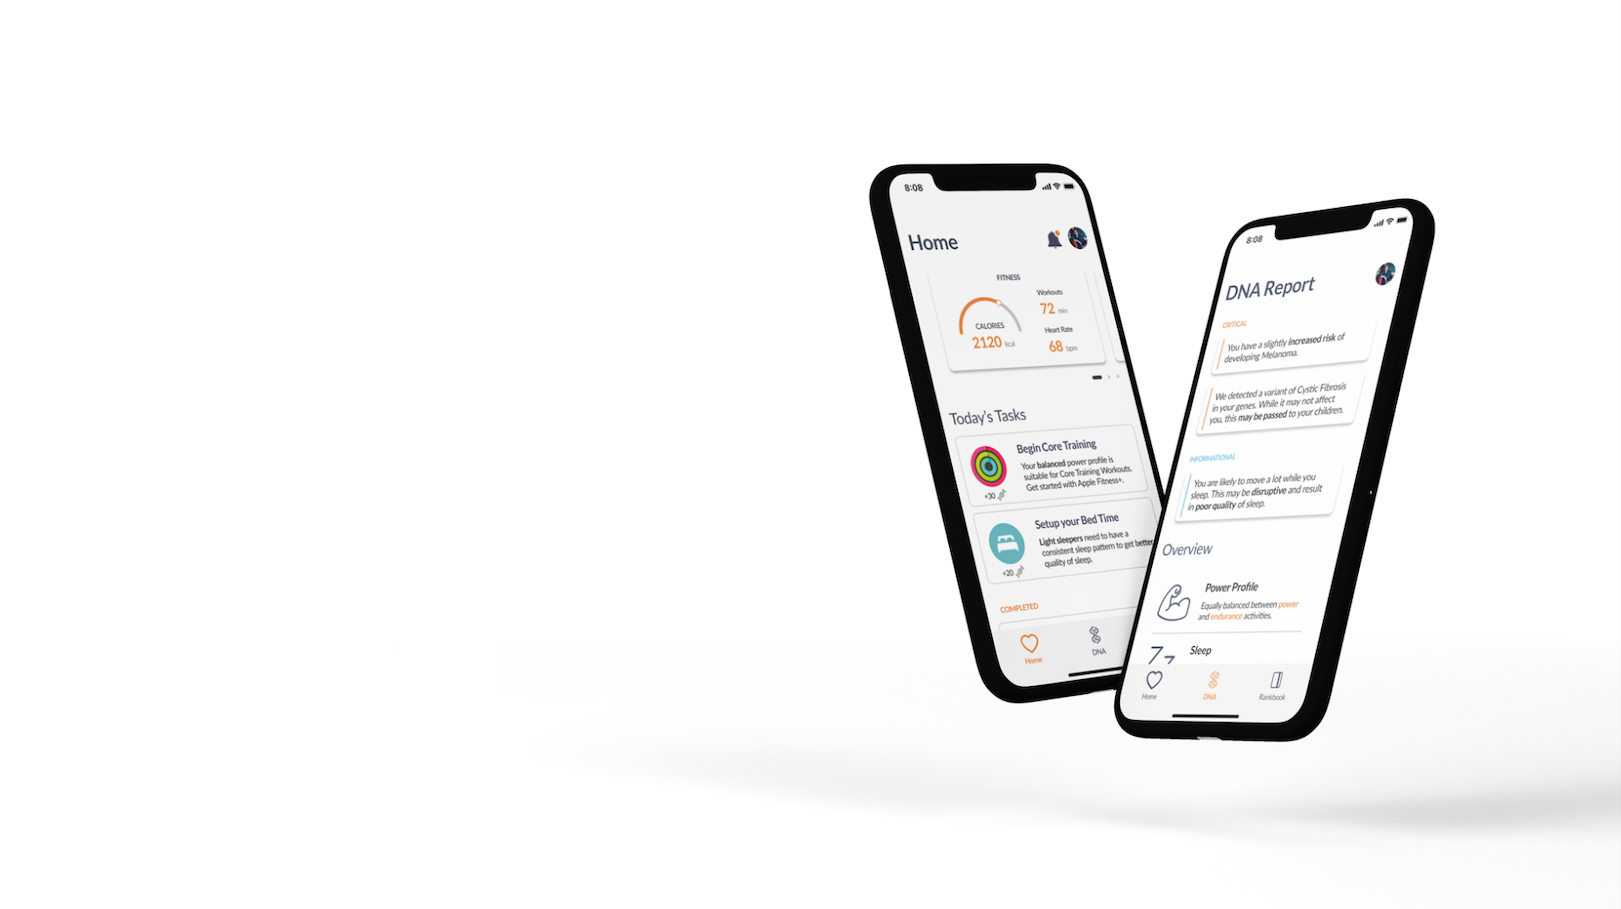 8:08
Home
FITNESS
CALORIES
2120 kcal
Workouts
72 min
Heart Rate
68 bpm
Today's Tasks
Begin Core Training
Your balanced power profile is
suitable for Core Training Workouts.
Get started with Apple Fitness+.
+30
Setup your Bed Time
Light sleepers need to have a
consistent sleep pattern to get better
quality of sleep.
+20
COMPLETED
Home
DNA
8:08
DNA Report
CRITICAL
You have a slightly increased risk of
developing Melanoma.
We detected a variant of Cystic Fibrosis
in your genes. While it may not affect
you, this may be passed to your children.
INFORMATIONAL
You are likely to move a lot while you
sleep. This may be disruptive and result
in poor quality of sleep.
Overview
Power Profile
Equally balanced between power
and endurance activities.
Zz
Sleep
Home
DNA
Rankbook